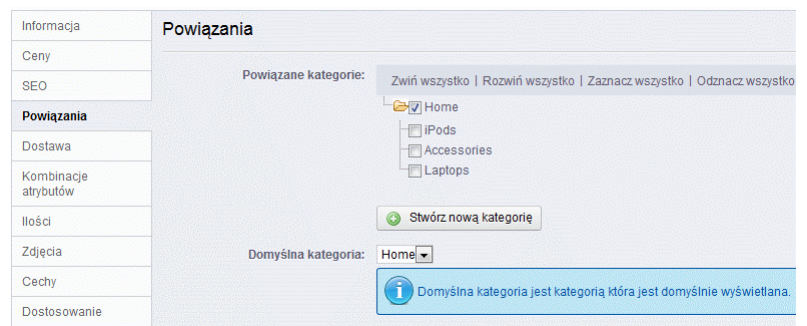 Informacja
Ceny
SEO
Powiązania
Dostawa
Kombinacje
atrybutów
Ilości
Zdjęcia
Cechy
Dostosowanie
Powiązania
Powiązane kategorie:
Zwiń wszystko | Rozwiń wszystko | Zaznacz wszystko | Odznacz wszystko
Home
iPods
Accessories
Laptops
Stwórz nową kategorię
Domyślna kategoria: Home
Domyślna kategoria jest kategorią która jest domyślnie wyświetlana.